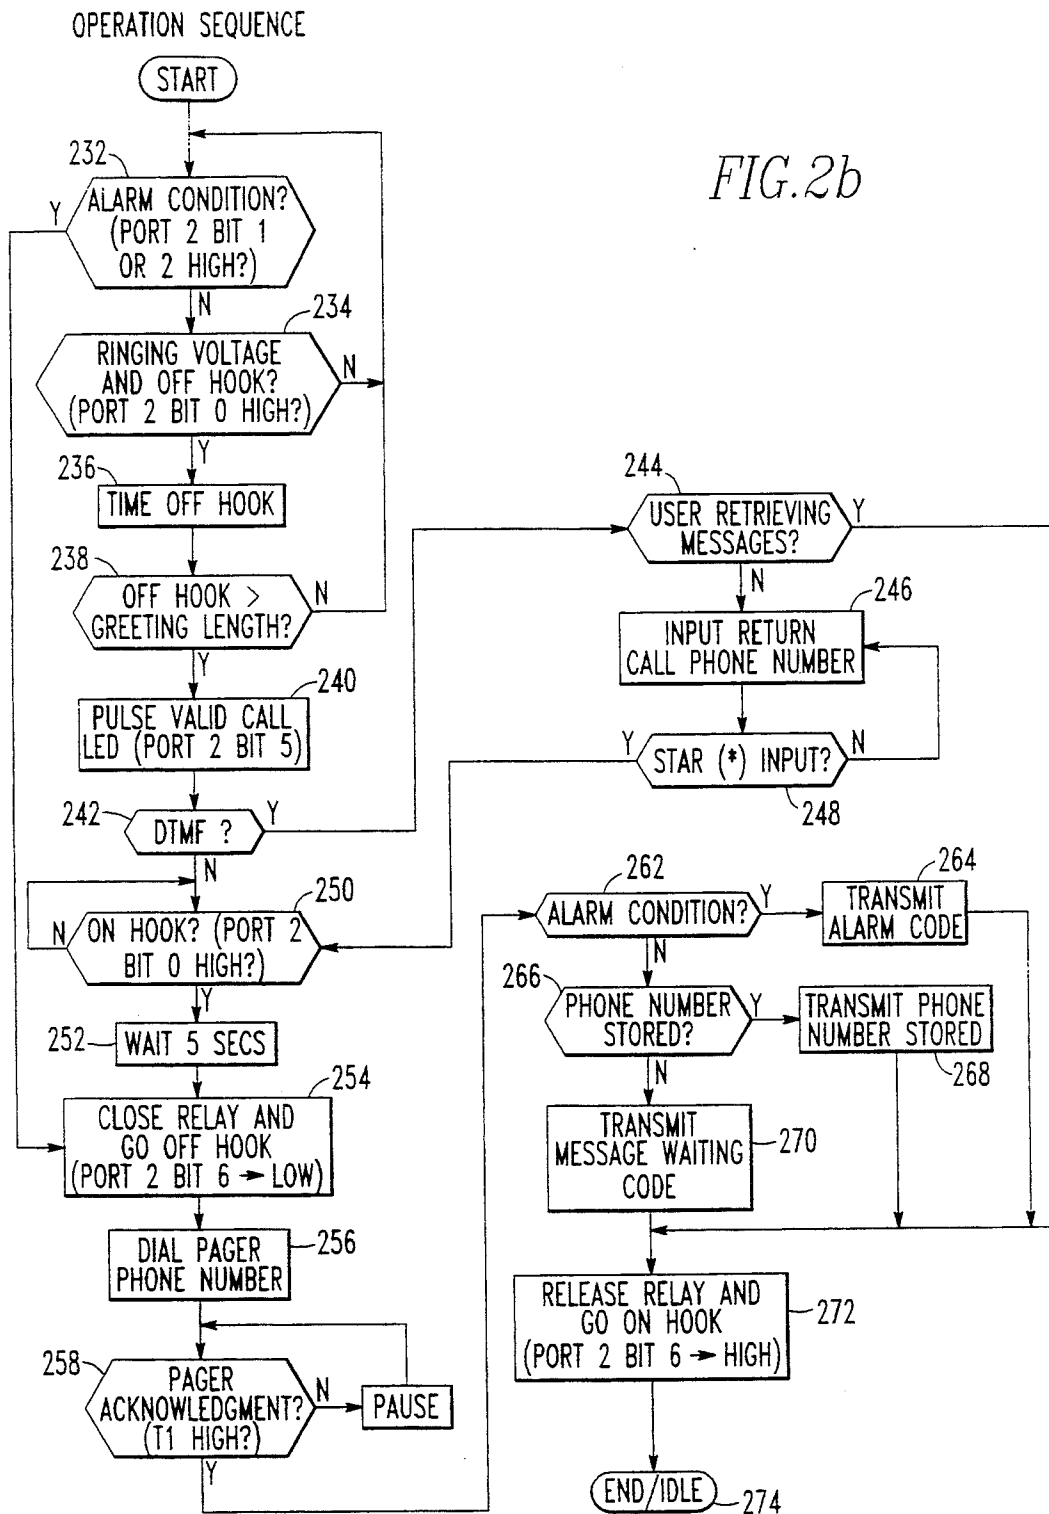 OPERATION SEQUENCE
START
FIG.2b
232
ALARM CONDITION?
(PORT 2 BIT 1
OR 2 HIGH?)
Y
N
234
RINGING VOLTAGE
AND OFF HOOK?
(PORT 2 BIT 0 HIGH?)
N
Y
236
TIME OFF HOOK
238
OFF HOOK >
GREETING LENGTH?
N
Y
240
PULSE VALID CALL
LED (PORT 2 BIT 5)
242
DTMF ?
Y
N
250
ON HOOK? (PORT 2
BIT 0 HIGH?)
N
Y
252
WAIT 5 SECS
254
CLOSE RELAY AND
GO OFF HOOK
(PORT 2 BIT 6 → LOW)
DIAL PAGER
PHONE NUMBER
256
258
PAGER
ACKNOWLEDGMENT?
(T1 HIGH?)
N
PAUSE
Y
244
USER RETRIEVING
MESSAGES?
Y
N
246
INPUT RETURN
CALL PHONE NUMBER
Y
STAR (*) INPUT?
N
248
262
ALARM CONDITION?
Y
264
TRANSMIT
ALARM CODE
N
266
PHONE NUMBER
STORED?
Y
TRANSMIT PHONE
NUMBER STORED
268
N
TRANSMIT
MESSAGE WAITING
CODE
270
RELEASE RELAY AND
GO ON HOOK
(PORT 2 BIT 6 → HIGH)
272
END/IDLE
274